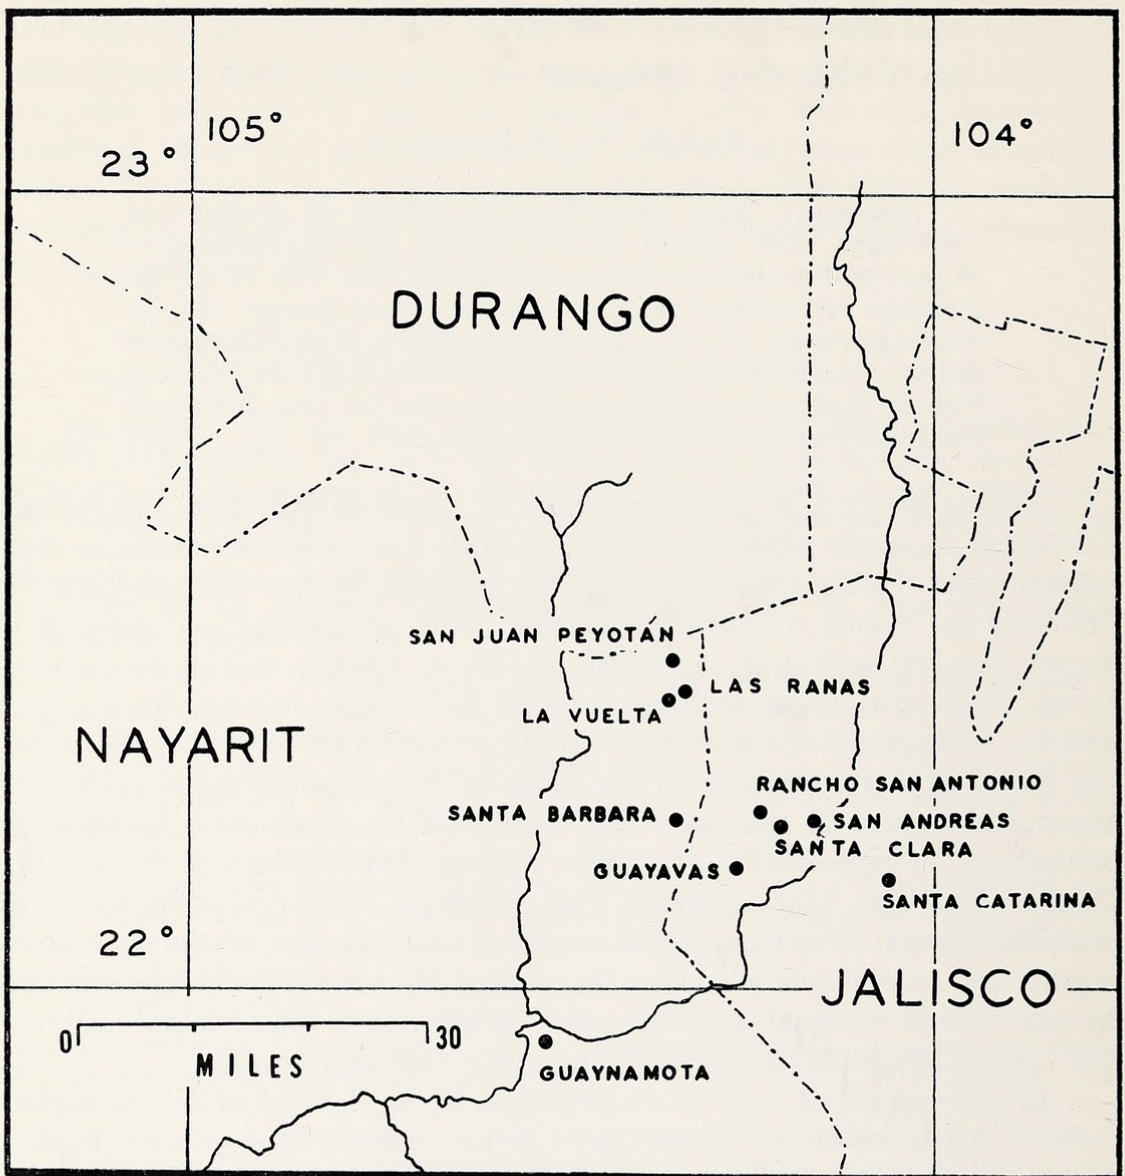 105°
104°
23°
DURANGO
SAN JUAN PEYOTAN
LAS RANAS
LA VUELTA
NAYARIT
RANCHO SAN ANTONIO
SANTA BARBARA
SAN ANDREAS
SANTA CLARA
GUAYAVAS
SANTA CATARINA
22°
JALISCO
0
30
MILES
GUAYNAMOTA